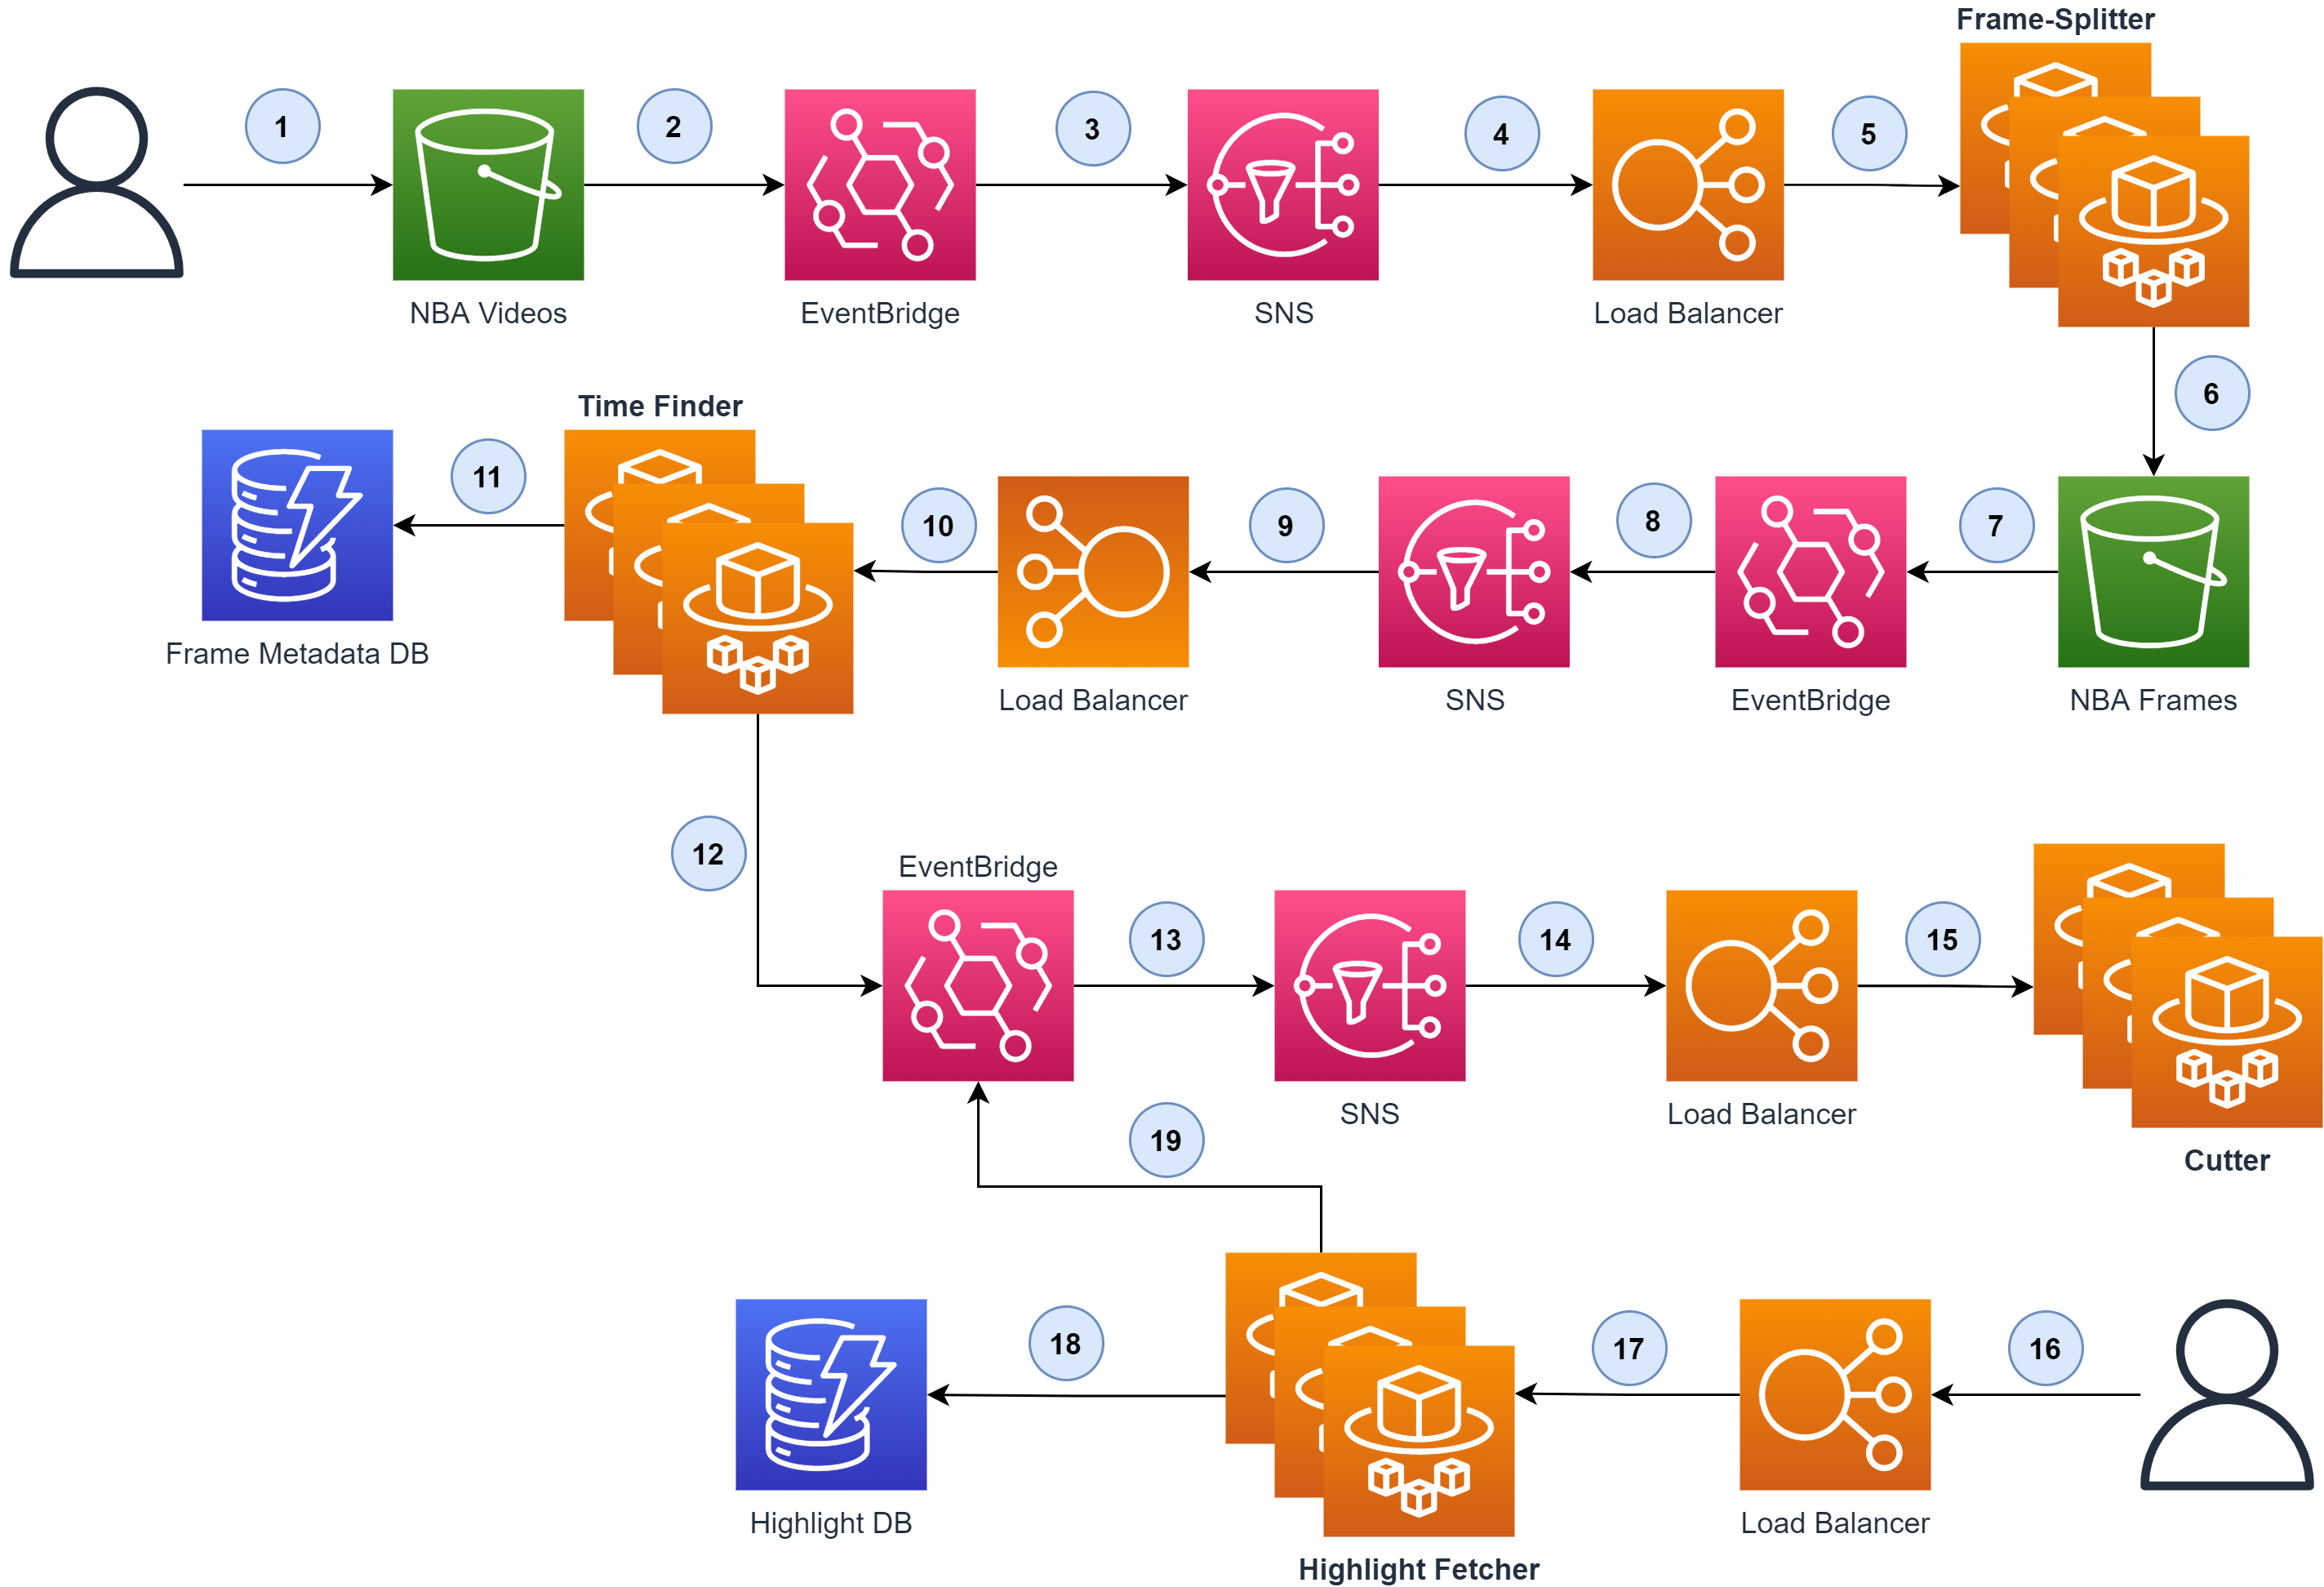 Frame-Splitter
1
2
3
4
5
NBA Videos
EventBridge
SNS
Load Balancer
6
Time Finder
11
10
9
8
7
Frame Metadata DB
Load Balancer
SNS
EventBridge
NBA Frames
12
EventBridge
13
14
15
SNS
Load Balancer
Cutter
19
18
17
16
Highlight DB
Load Balancer
Highlight Fetcher